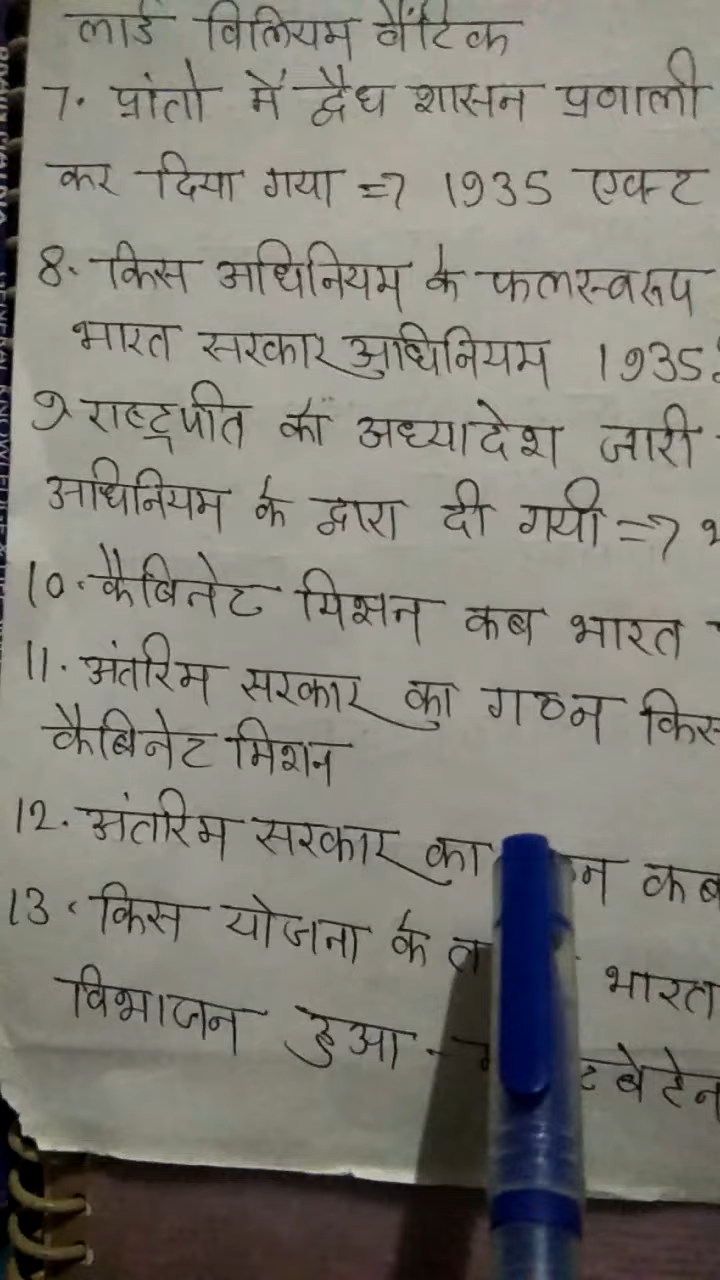 लार्ड विलियम बैंटिक
7. प्रांतो में द्वैध शासन प्रणाली
कर दिया गया => 1935 एक्ट
8. किस अधिनियम के फलस्वरूप
भारत सरकार अधिनियम 1935
9. राष्ट्रपति को अध्यादेश जारी
अधिनियम के द्वारा दी गयी =>
10. कैबिनेट मिशन कब भारत
11. अंतरिम सरकार का गठन किस
कैबिनेट मिशन
12. अंतरिम सरकार का कब
13. किस योजना के भारत
विभाजन हुआ -